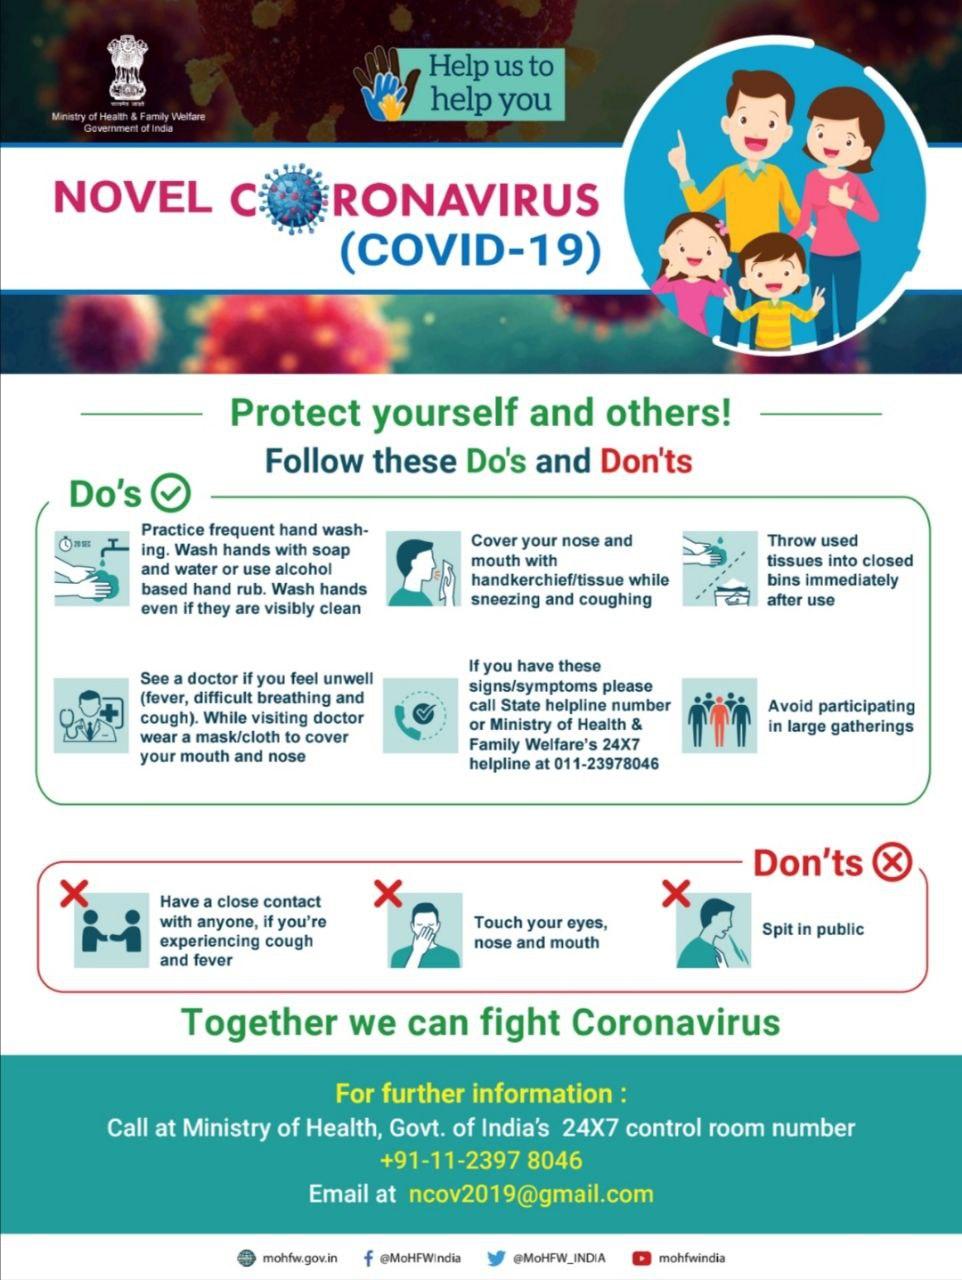 सत्यमेव जयते
Ministry of Health & Family Welfare
Government of India
Help us to
help you
NOVEL CORONAVIRUS
(COVID-19)
Protect yourself and others!
Follow these Do's and Don'ts
Do's
20 SEC
Practice frequent hand wash-
ing. Wash hands with soap
and water or use alcohol
based hand rub. Wash hands
even if they are visibly clean
Cover your nose and
mouth with
handkerchief/tissue while
sneezing and coughing
Throw used
tissues into closed
bins immediately
after use
See a doctor if you feel unwell
(fever, difficult breathing and
cough). While visiting doctor
wear a mask/cloth to cover
your mouth and nose
If you have these
signs/symptoms please
call State helpline number
or Ministry of Health &
Family Welfare's 24X7
helpline at 011-23978046
Avoid participating
in large gatherings
Don'ts
Have a close contact
with anyone, if you're
experiencing cough
and fever
Touch your eyes,
nose and mouth
Spit in public
Together we can fight Coronavirus
For further information :
Call at Ministry of Health, Govt. of India's 24X7 control room number
+91-11-2397 8046
Email at ncov2019@gmail.com
mohfw.gov.in @MoHFWIndia @MoHFW_INDIA mohfwindia